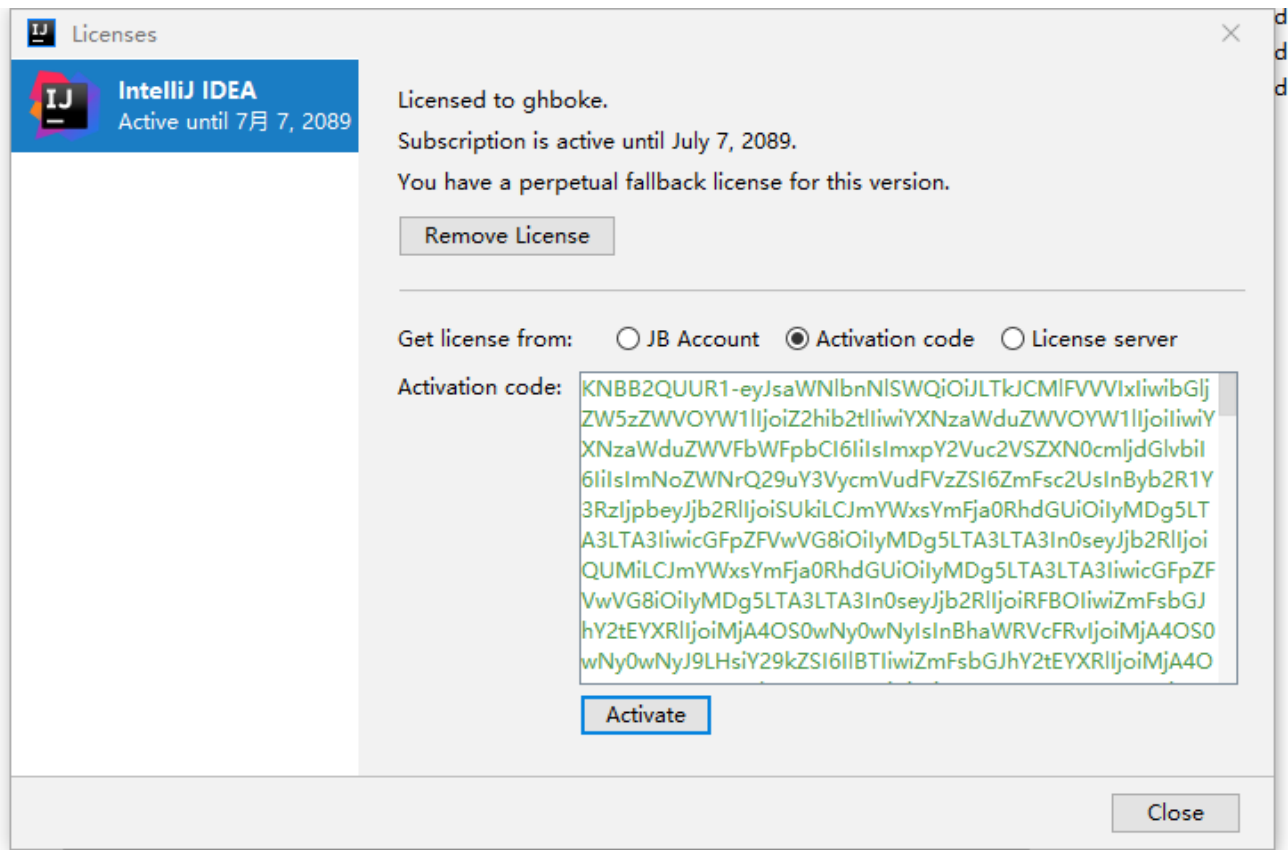 Licenses
IntelliJ IDEA
Active until 7月 7, 2089
Licensed to ghboke.
Subscription is active until July 7, 2089.
You have a perpetual fallback license for this version.
Remove License
Get license from: JB Account Activation code License server
Activation code:
KNBB2QUUR1-eyJsaWNlbnNlSWQiOiJLTkJCMlFVVVIxIiwibGlj
ZW5zZWVOYW1lIjoiZ2hib2tlIiwiYXNzaWduZWVOYW1lIjoiIiwiY
XNzaWduZWVFbWFpbCI6IiIsImxpY2Vuc2VSZXN0cmljdGlvbiI
6IiIsImNoZWNrQ29uY3VycmVudFVzZSI6ZmFsc2UsInByb2R1Y
3RzIjpbeyJjb2RlIjoiSUkiLCJmYWxsYmFja0RhdGUiOiIyMDg5LT
A3LTA3IiwicGFpZFVwVG8iOiIyMDg5LTA3LTA3In0seyJjb2RlIjoi
QUMiLCJmYWxsYmFja0RhdGUiOiIyMDg5LTA3LTA3IiwicGFpZF
VwVG8iOiIyMDg5LTA3LTA3In0seyJjb2RlIjoiRFBOIiwiZmFsbGJ
hY2tEYXRlIjoiMjA4OS0wNy0wNyIsInBhaWRVcFRvIjoiMjA4OS0
wNy0wNyJ9LHsiY29kZSI6IlBTIiwiZmFsbGJhY2tEYXRlIjoiMjA4O
Activate
Close